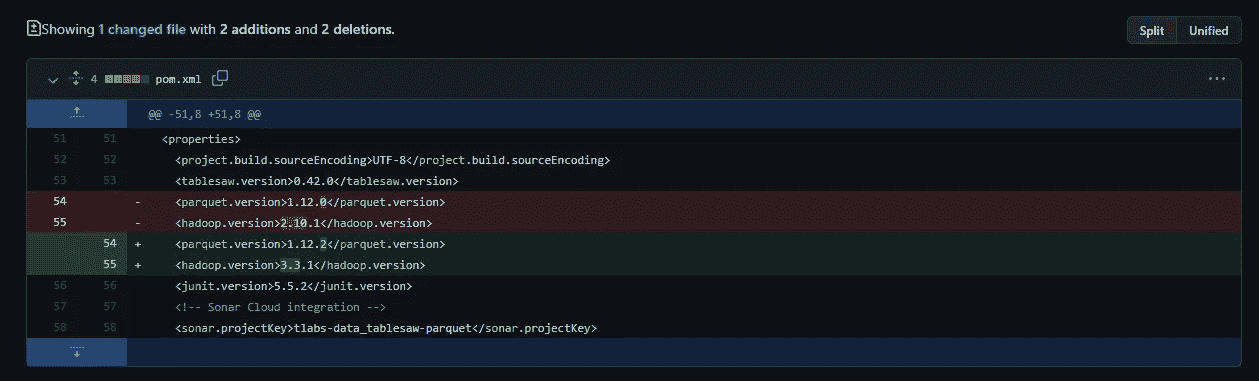 Showing 1 changed file with 2 additions and 2 deletions.
Split Unified
4 pom.xml
@@ -51,8 +51,8 @@
51 51 <properties>
52 52 <project.build.sourceEncoding>UTF-8</project.build.sourceEncoding>
53 53 <tablesaw.version>0.42.0</tablesaw.version>
54 - <parquet.version>1.12.0</parquet.version>
55 - <hadoop.version>2.10.1</hadoop.version>
54 + <parquet.version>1.12.2</parquet.version>
55 + <hadoop.version>3.3.1</hadoop.version>
56 56 <junit.version>5.5.2</junit.version>
57 57 <!-- Sonar Cloud integration -->
58 58 <sonar.projectKey>tlabs-data_tablesaw-parquet</sonar.projectKey>